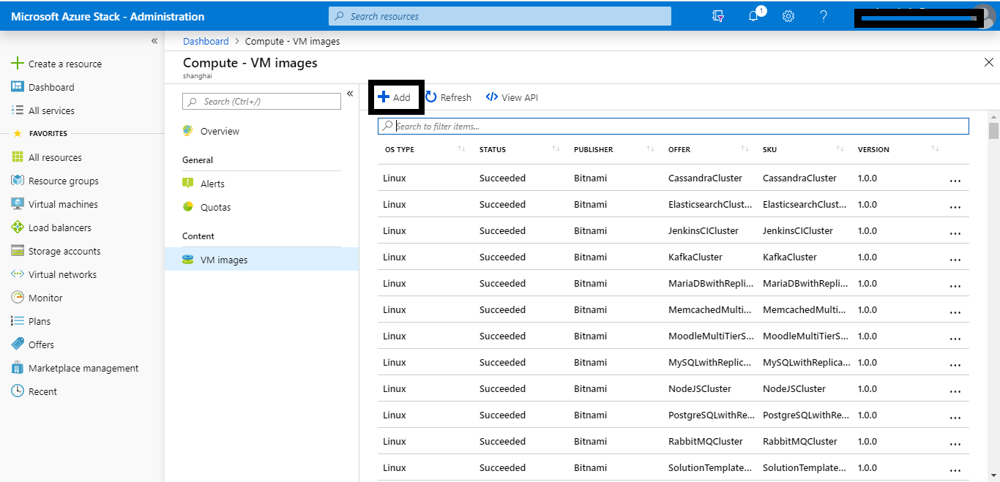 Microsoft Azure Stack - Administration
Search resources
1
?
Dashboard > Compute - VM images
Compute - VM images
shanghai
Create a resource
Dashboard
All services
FAVORITES
All resources
Resource groups
Virtual machines
Load balancers
Storage accounts
Virtual networks
Monitor
Plans
Offers
Marketplace management
Recent
Search (Ctrl+/)
Overview
General
Alerts
Quotas
Content
VM images
Add Refresh View API
Search to filter items...
OS TYPE STATUS PUBLISHER OFFER SKU VERSION
Linux Succeeded Bitnami CassandraCluster CassandraCluster 1.0.0 ...
Linux Succeeded Bitnami ElasticsearchClust... ElasticsearchClust... 1.0.0 ...
Linux Succeeded Bitnami JenkinsCICluster JenkinsCICluster 1.0.0 ...
Linux Succeeded Bitnami KafkaCluster KafkaCluster 1.0.0 ...
Linux Succeeded Bitnami MariaDBwithRepli... MariaDBwithRepli... 1.0.0 ...
Linux Succeeded Bitnami MemcachedMulti... MemcachedMulti... 1.0.0 ...
Linux Succeeded Bitnami MoodleMultiTierS... MoodleMultiTierS... 1.0.0 ...
Linux Succeeded Bitnami MySQLwithReplic... MySQLwithReplica... 1.0.0 ...
Linux Succeeded Bitnami NodeJSCluster NodeJSCluster 1.0.0 ...
Linux Succeeded Bitnami PostgreSQLwithRe... PostgreSQLwithRe... 1.0.0 ...
Linux Succeeded Bitnami RabbitMQCluster RabbitMQCluster 1.0.0 ...
Linux Succeeded Bitnami SolutionTemplate... SolutionTemplate... 1.0.0 ...